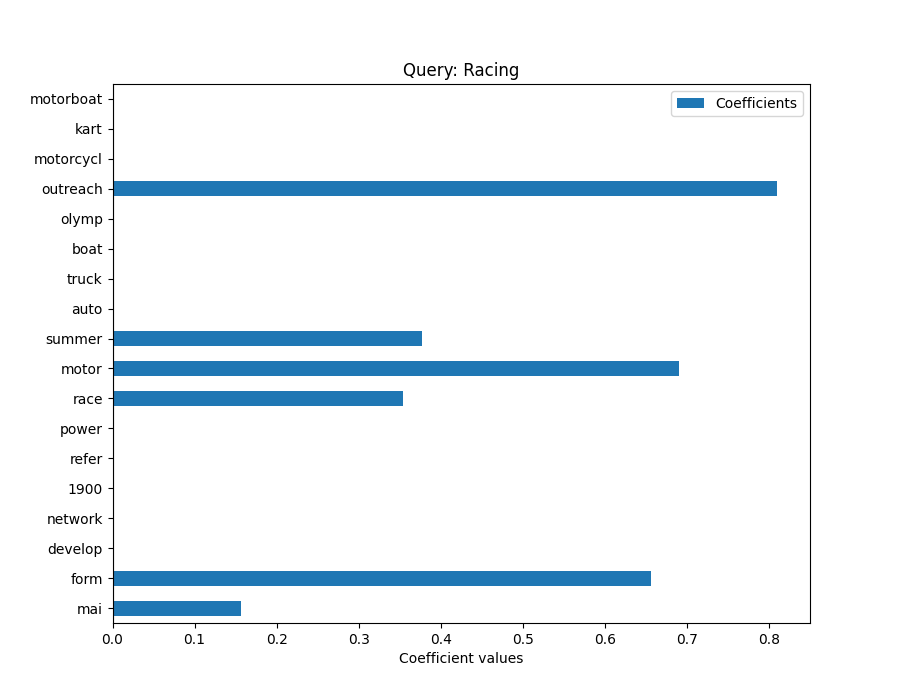 Query: Racing
motorboat
kart
motorcycl
outreach
olymp
boat
truck
auto
summer
motor
race
power
refer
1900
network
develop
form
mai
Coefficients
0.0 0.1 0.2 0.3 0.4 0.5 0.6 0.7 0.8
Coefficient values